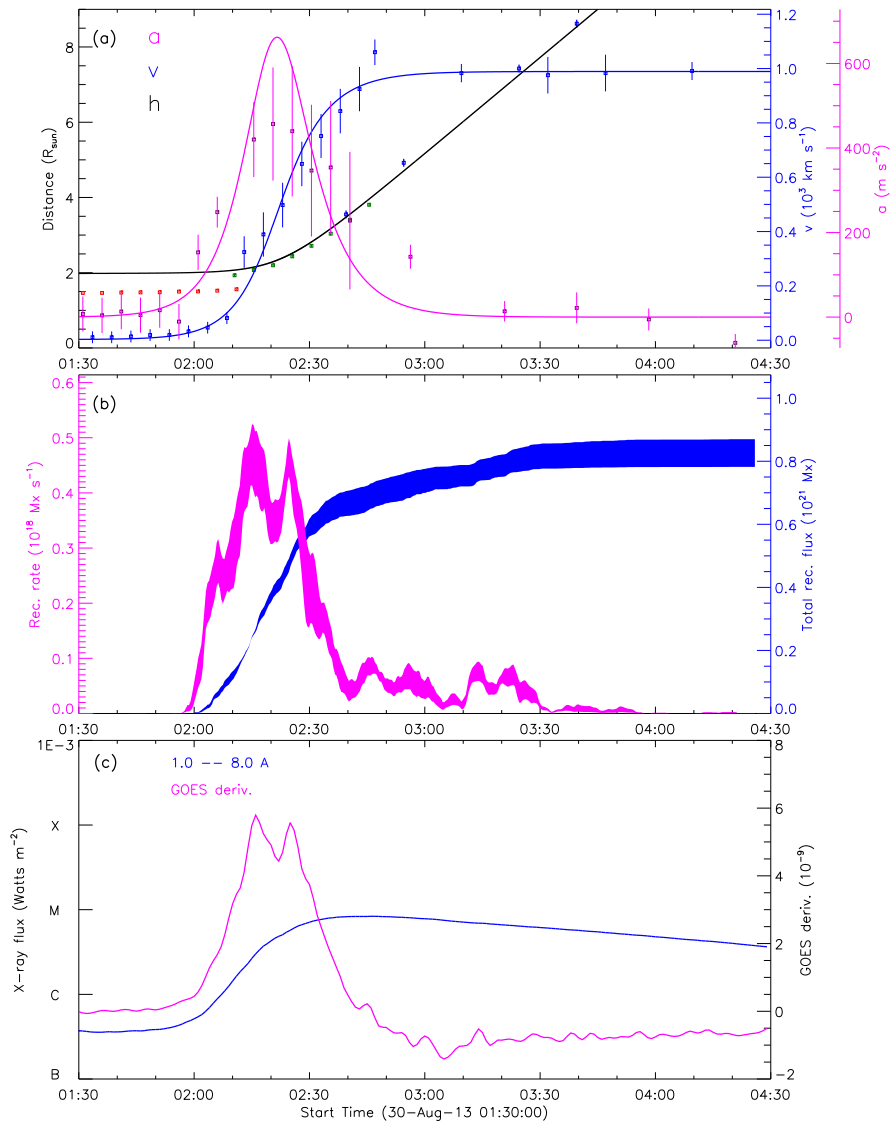 (a)
a
v
h
Distance (R_sun)
8
6
4
2
0
1.2
1.0
0.8
0.6
0.4
0.2
0.0
v (10³ km s⁻¹)
600
400
200
0
a (m s⁻²)
01:30 02:00 02:30 03:00 03:30 04:00 04:30
(b)
Rec. rate (10¹⁸ Mx s⁻¹)
0.6
0.5
0.4
0.3
0.2
0.1
0.0
1.0
0.8
0.6
0.4
0.2
0.0
Total rec. flux (10²¹ Mx)
01:30 02:00 02:30 03:00 03:30 04:00 04:30
(c)
1.0 -- 8.0 A
GOES deriv.
X-ray flux (Watts m⁻²)
1E-3
X
M
C
B
8
6
4
2
0
-2
GOES deriv. (10⁻⁹)
01:30 02:00 02:30 03:00 03:30 04:00 04:30
Start Time (30-Aug-13 01:30:00)